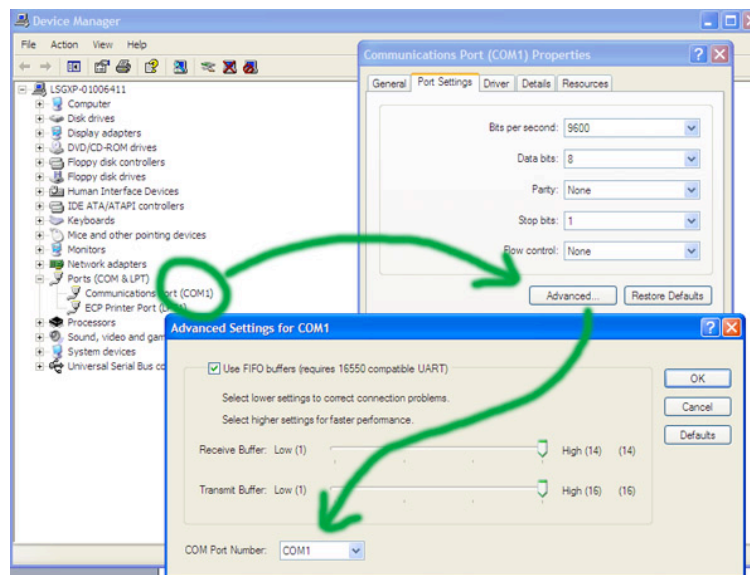 Device Manager
File Action View Help
LSGXP-01006411
Computer
Disk drives
Display adapters
DVD/CD-ROM drives
Floppy disk controllers
Floppy disk drives
Human Interface Devices
IDE ATA/ATAPI controllers
Keyboards
Mice and other pointing devices
Monitors
Network adapters
Ports (COM & LPT)
Communications Port (COM1)
ECP Printer Port (LPT1)
Processors
Sound, video and gam
System devices
Universal Serial Bus co
Communications Port (COM1) Properties
General Port Settings Driver Details Resources
Bits per second: 9600
Data bits: 8
Parity: None
Stop bits: 1
Flow control: None
Advanced... Restore Defaults
Advanced Settings for COM1
Use FIFO buffers (requires 16550 compatible UART)
Select lower settings to correct connection problems.
Select higher settings for faster performance.
OK
Cancel
Defaults
Receive Buffer: Low (1) High (14) (14)
Transmit Buffer: Low (1) High (16) (16)
COM Port Number: COM1